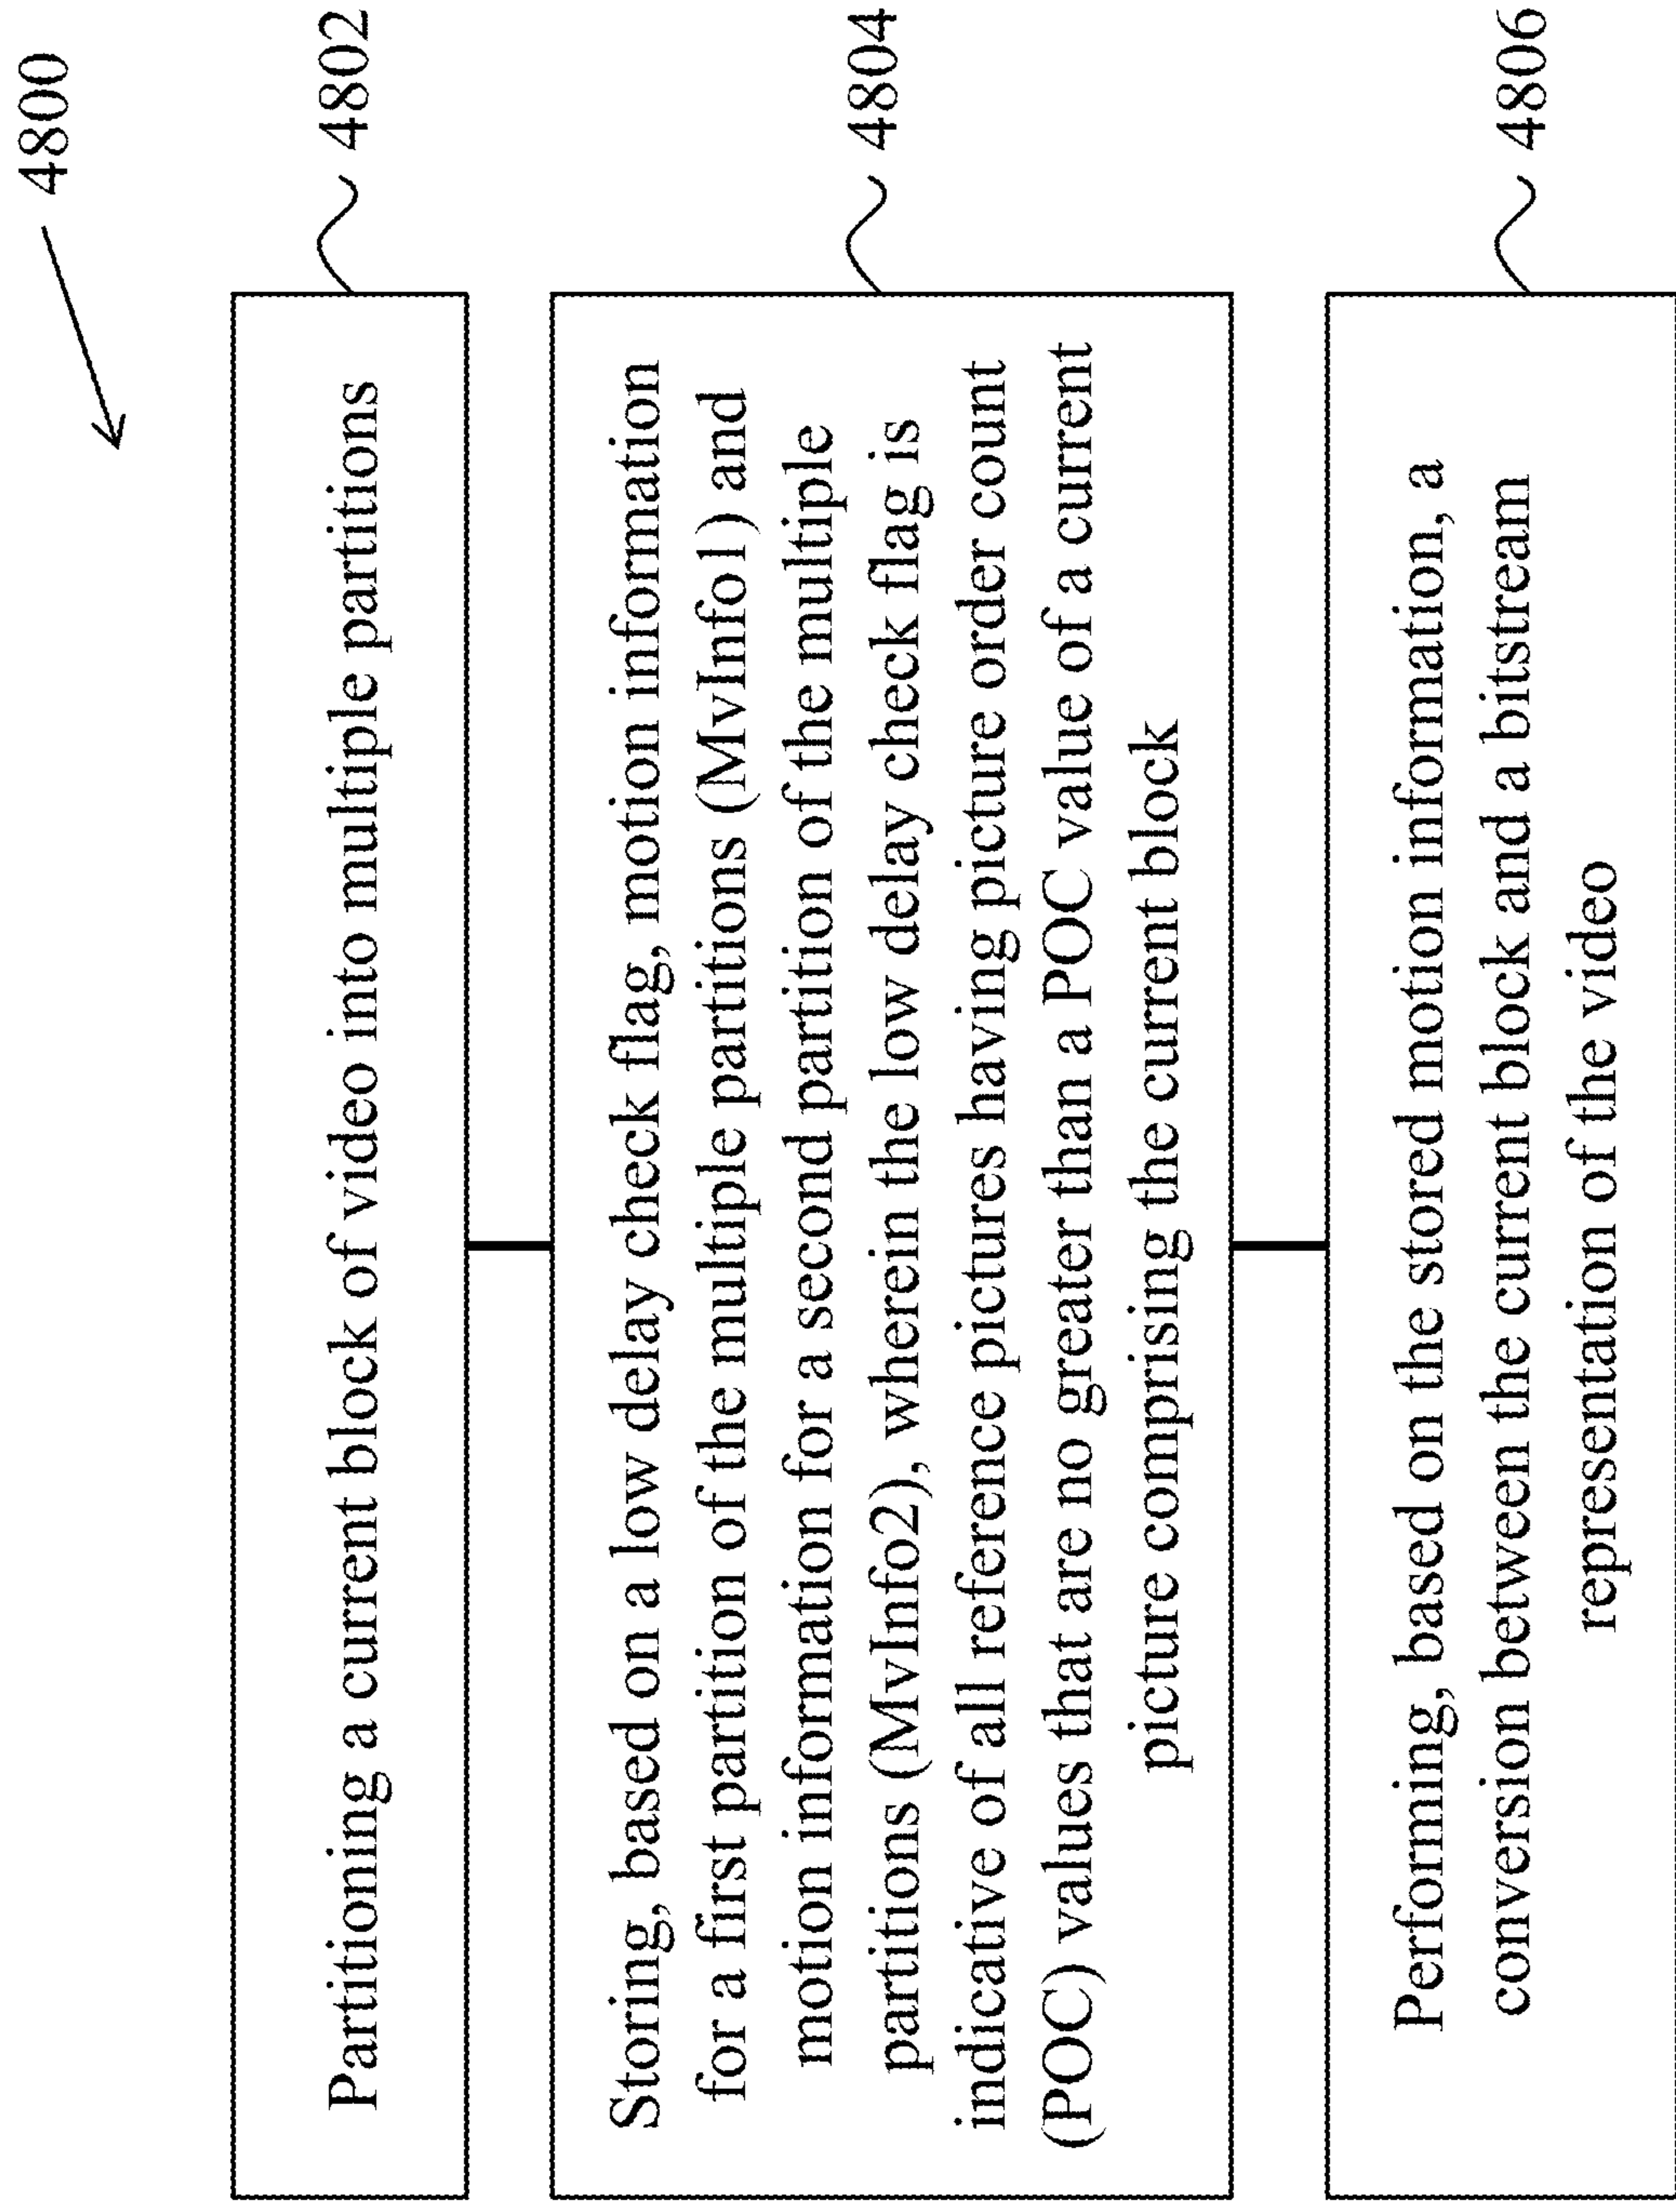 4800
Partitioning a current block of video into multiple partitions
4802
Storing, based on a low delay check flag, motion information
for a first partition of the multiple partitions (MvInfo1) and
motion information for a second partition of the multiple
partitions (MvInfo2), wherein the low delay check flag is
indicative of all reference pictures having picture order count
(POC) values that are no greater than a POC value of a current
picture comprising the current block
4804
Performing, based on the stored motion information, a
conversion between the current block and a bitstream
representation of the video
4806